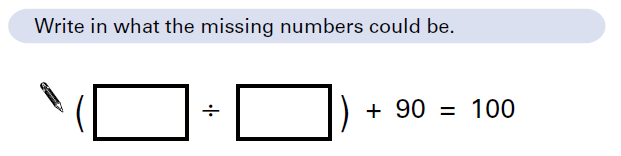 Write in what the missing numbers could be.
( ÷ ) + 90 = 100